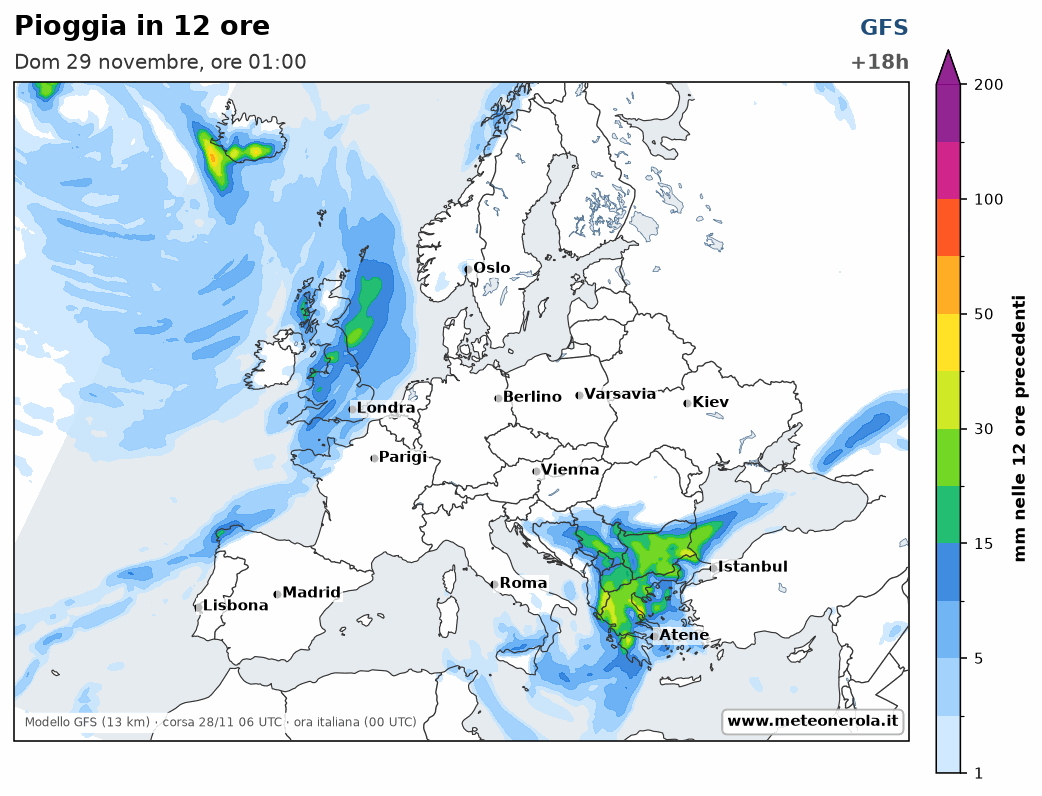 Pioggia in 12 ore
GFS
Dom 29 novembre, ore 01:00
+18h
200
100
50
30
15
5
1
mm nelle 12 ore precedenti
Oslo
Berlino
Varsavia
Kiev
Londra
Parigi
Vienna
Istanbul
Roma
Madrid
Lisbona
Atene
Modello GFS (13 km) · corsa 28/11 06 UTC · ora italiana (00 UTC)
www.meteonerola.it